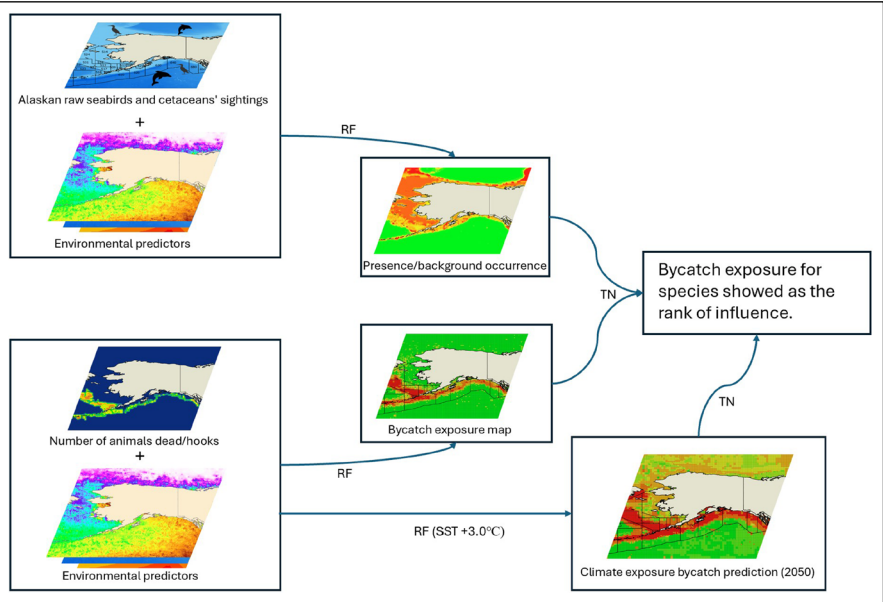 Alaskan raw seabirds and cetaceans' sightings
+
Environmental predictors
RF
Presence/background occurrence
TN
Bycatch exposure for
species showed as the
rank of influence.
Number of animals dead/hooks
+
Environmental predictors
RF
Bycatch exposure map
TN
RF (SST +3.0℃)
Climate exposure bycatch prediction (2050)